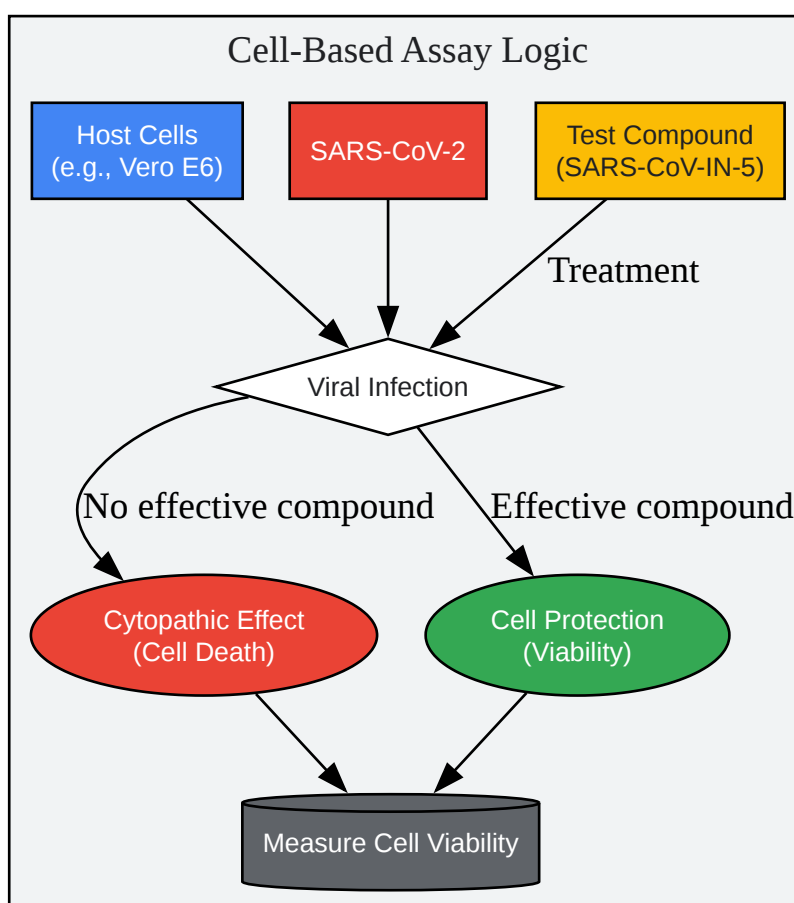 Cell-Based Assay Logic
Host Cells
(e.g., Vero E6)
SARS-CoV-2
Test Compound
(SARS-CoV-IN-5)
Treatment
Viral Infection
No effective compound
Effective compound
Cytopathic Effect
(Cell Death)
Cell Protection
(Viability)
Measure Cell Viability